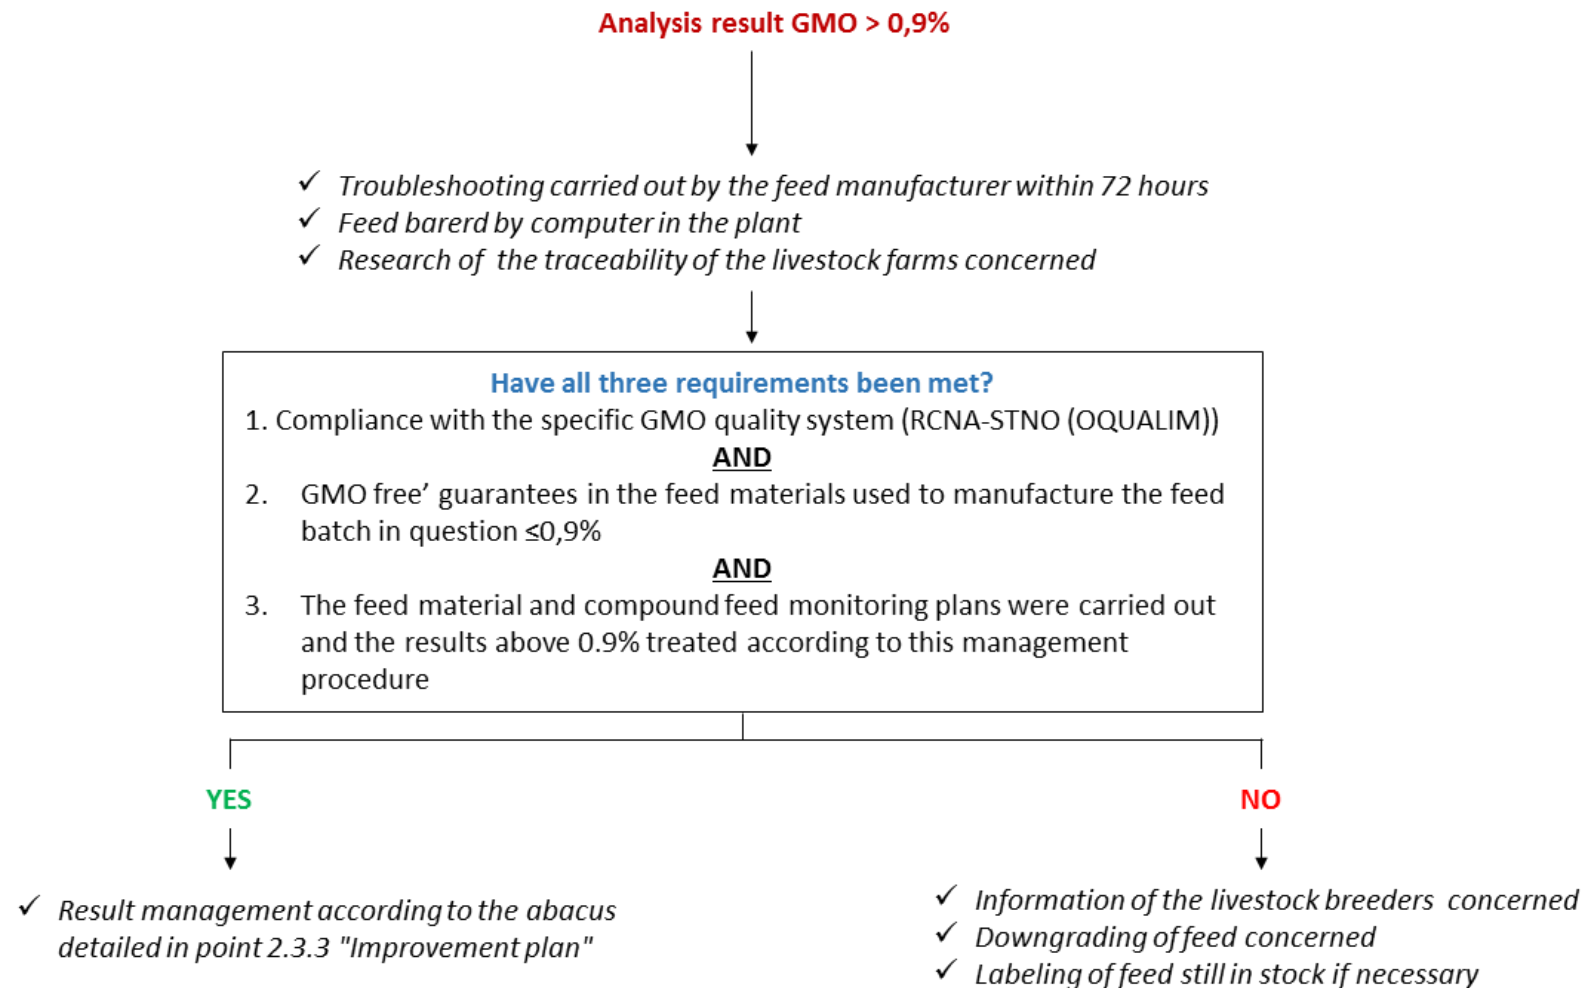 Analysis result GMO > 0,9%
✓ Troubleshooting carried out by the feed manufacturer within 72 hours
✓ Feed barerd by computer in the plant
✓ Research of the traceability of the livestock farms concerned
Have all three requirements been met?
1. Compliance with the specific GMO quality system (RCNA-STNO (OQUALIM))
AND
2. GMO free’ guarantees in the feed materials used to manufacture the feed
batch in question ≤0,9%
AND
3. The feed material and compound feed monitoring plans were carried out
and the results above 0.9% treated according to this management
procedure
YES
NO
✓ Result management according to the abacus
detailed in point 2.3.3 "Improvement plan"
✓ Information of the livestock breeders concerned
✓ Downgrading of feed concerned
✓ Labeling of feed still in stock if necessary